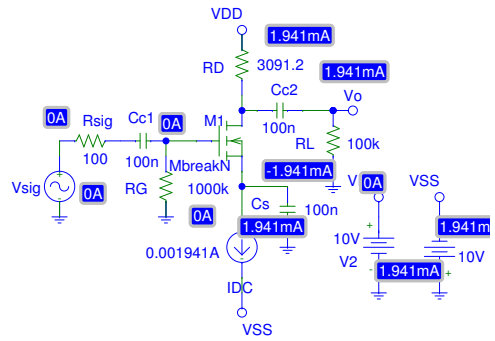 VDD
1.941mA
RD
3091.2
1.941mA
Cc2
Vo
0A
Rsig
Cc1
0A
M1
100
100n
100n
RL
100k
MbreakN
-1.941mA
Vsig
0A
RG
1000k
V
0A
VSS
0A
Cs
100n
1.941mA
1.941m
0.001941A
10V
V2
1.941mA
10V
IDC
VSS